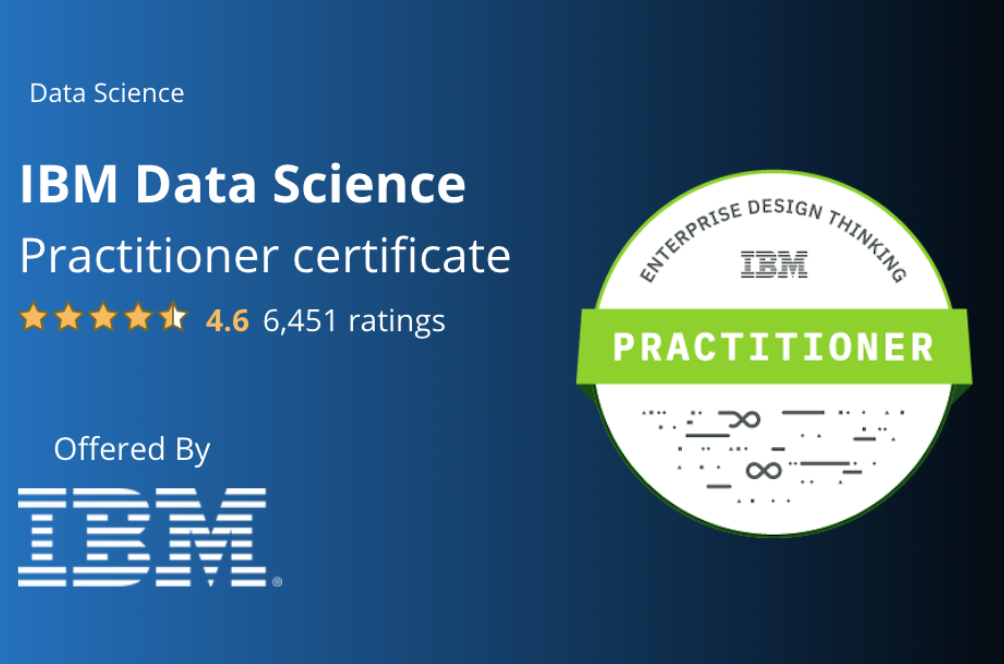 Data Science
IBM Data Science
Practitioner certificate
4.6 6,451 ratings
Offered By
IBM®
ENTERPRISE DESIGN THINKING
IBM
PRACTITIONER